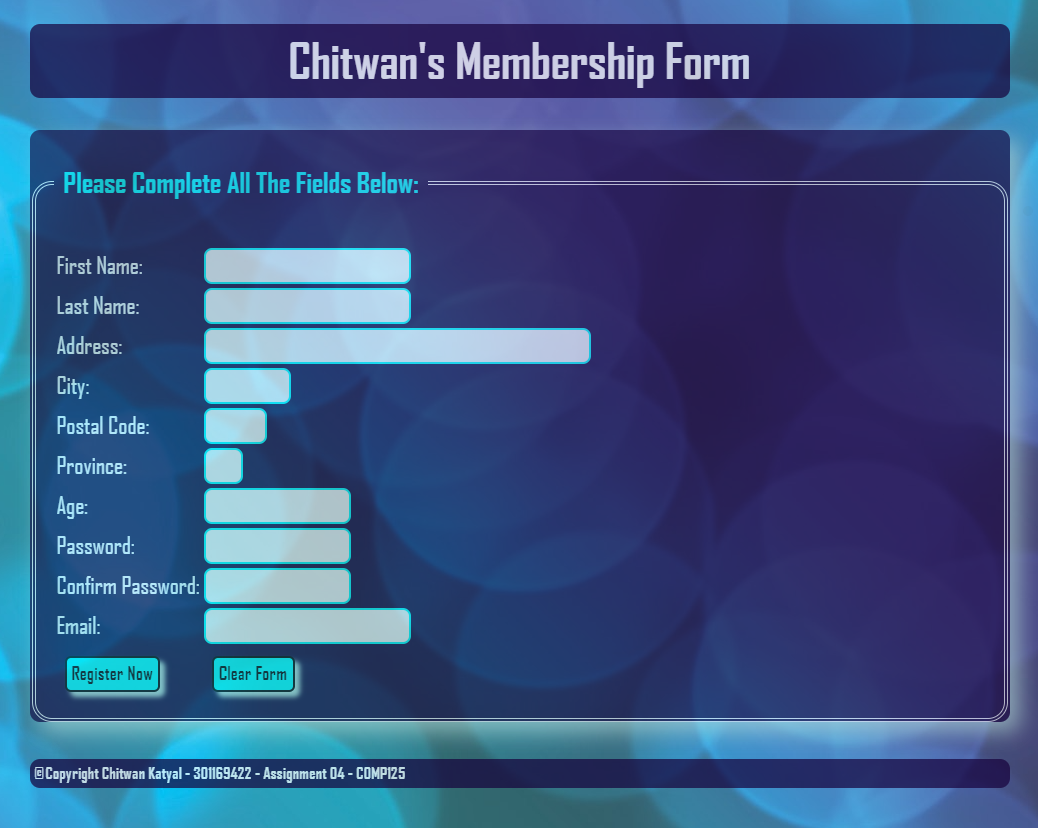 Chitwan's Membership Form
Please Complete All The Fields Below:
First Name:
Last Name:
Address:
City:
Postal Code:
Province:
Age:
Password:
Confirm Password:
Email:
Register Now Clear Form
©Copyright Chitwan Katyal - 301169422 - Assignment 04 - COMP125